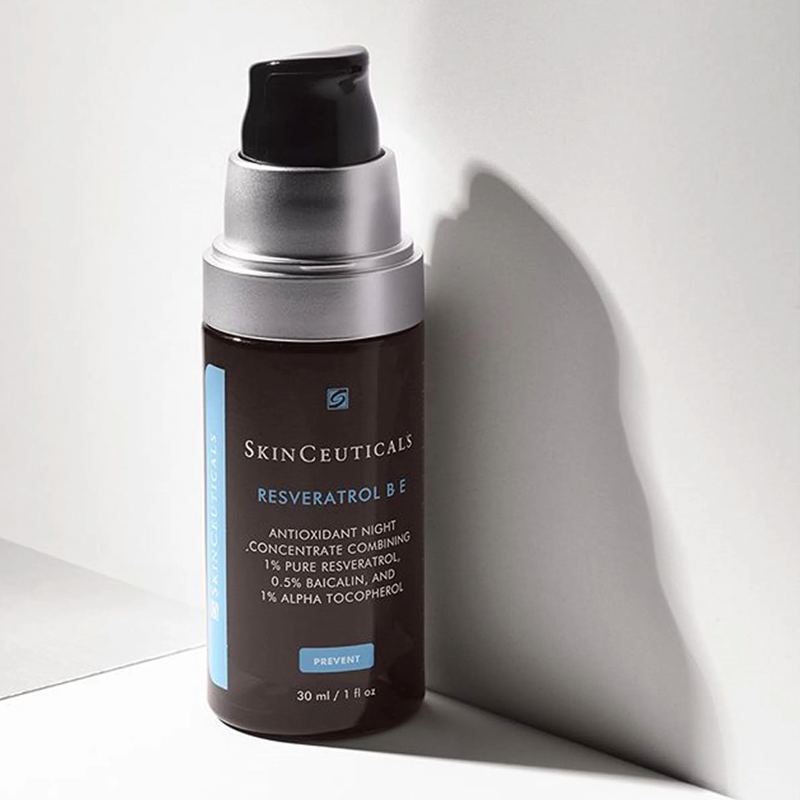 SKINCEUTICALS
RESVERATROL B E
ANTIOXIDANT NIGHT
CONCENTRATE COMBINING
1% PURE RESVERATROL,
0.5% BAICALIN, AND
1% ALPHA TOCOPHEROL
PREVENT
30 ml / 1 fl oz
SKINCEUTICALS